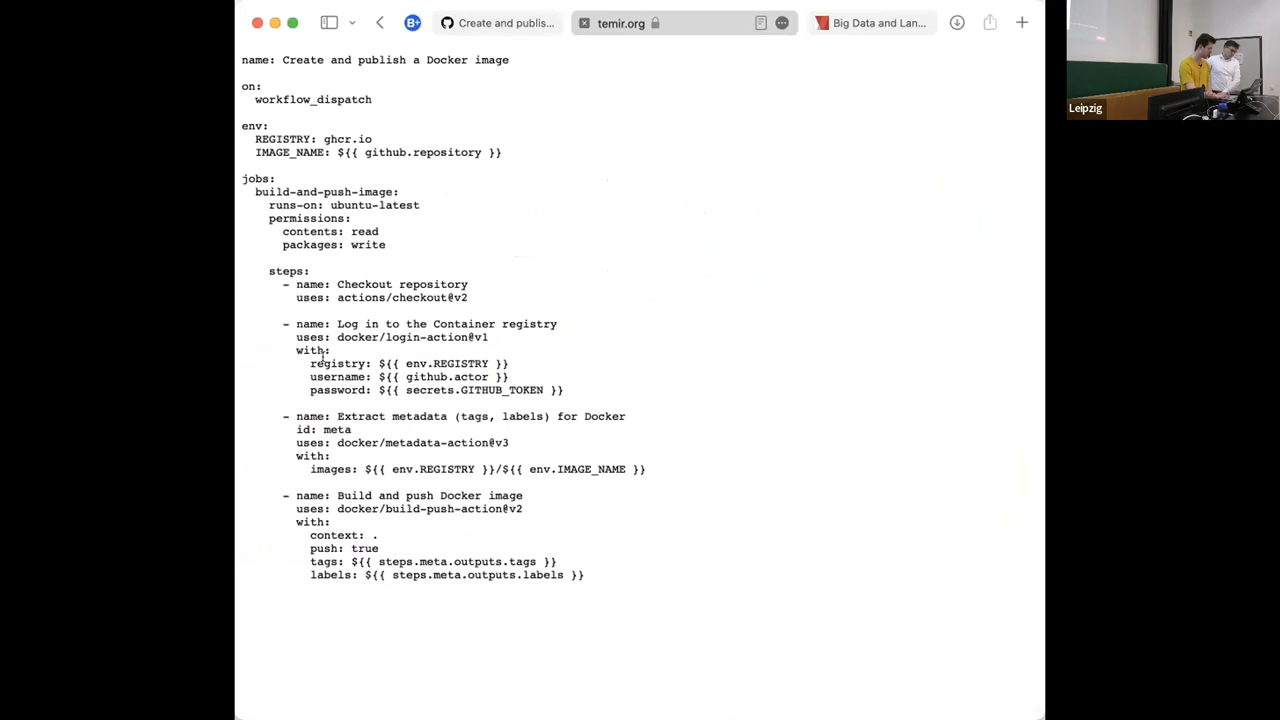 B+
Create and publis...
temir.org
Big Data and Lan...
Leipzig
name: Create and publish a Docker image
on:
workflow_dispatch
env:
REGISTRY: ghcr.io
IMAGE_NAME: ${{ github.repository }}
jobs:
build-and-push-image:
runs-on: ubuntu-latest
permissions:
contents: read
packages: write
steps:
- name: Checkout repository
uses: actions/checkout@v2
- name: Log in to the Container registry
uses: docker/login-action@v1
with:
registry: ${{ env.REGISTRY }}
username: ${{ github.actor }}
password: ${{ secrets.GITHUB_TOKEN }}
- name: Extract metadata (tags, labels) for Docker
id: meta
uses: docker/metadata-action@v3
with:
images: ${{ env.REGISTRY }}/${{ env.IMAGE_NAME }}
- name: Build and push Docker image
uses: docker/build-push-action@v2
with:
context: .
push: true
tags: ${{ steps.meta.outputs.tags }}
labels: ${{ steps.meta.outputs.labels }}